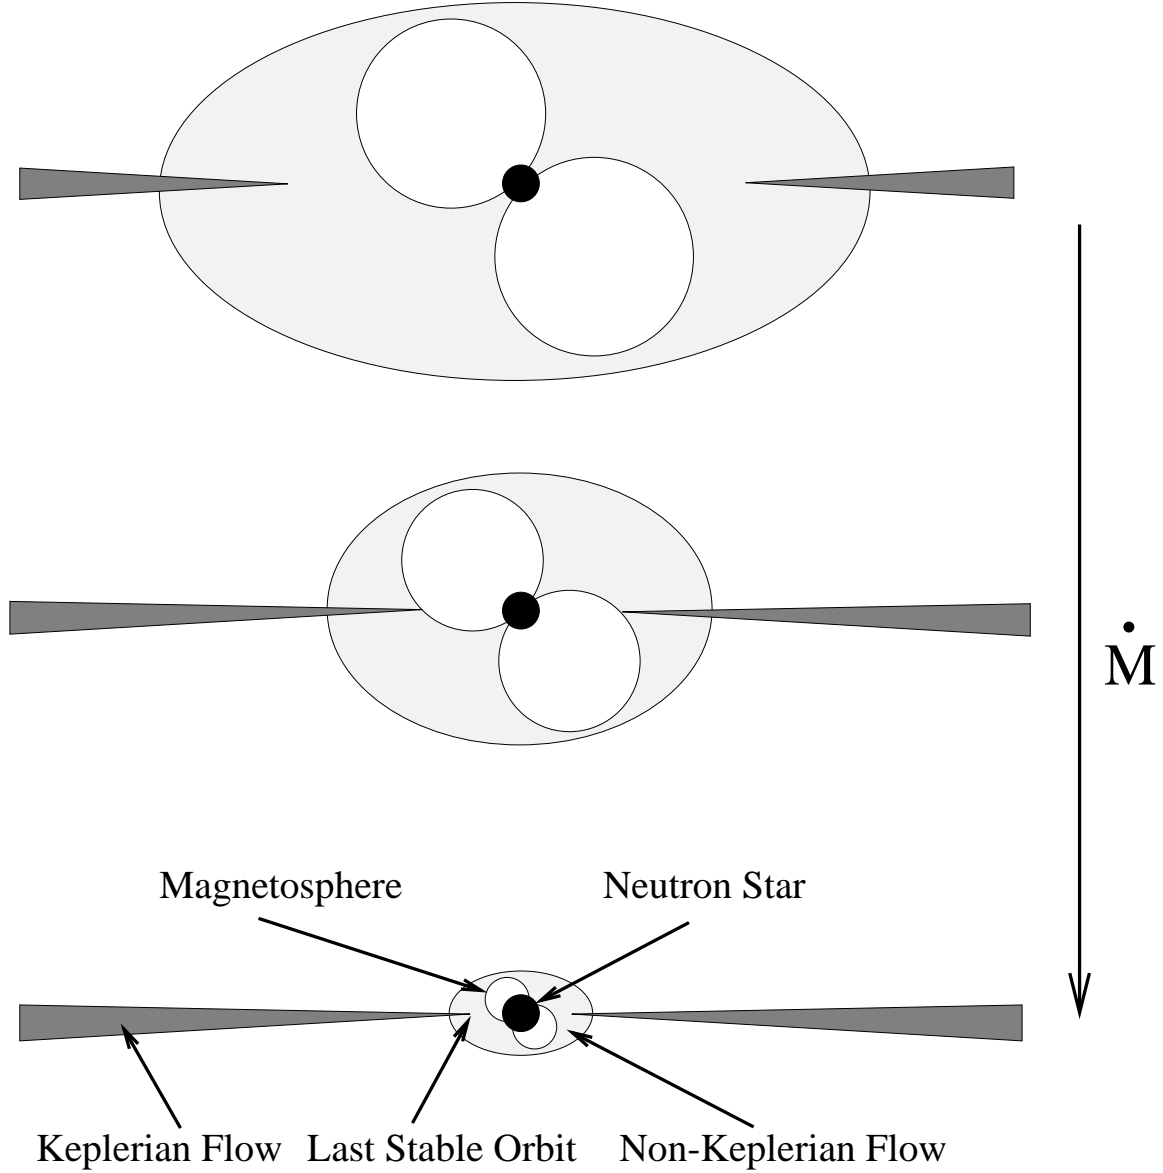 Ṁ
Magnetosphere
Neutron Star
Keplerian Flow
Last Stable Orbit
Non-Keplerian Flow